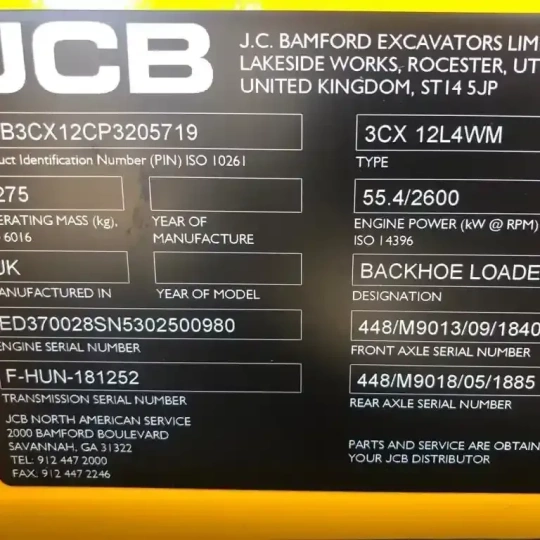 JCB
J.C. BAMFORD EXCAVATORS LIM
LAKESIDE WORKS, ROCESTER, UT
UNITED KINGDOM, ST14 5JP
B3CX12CP3205719
uct Identification Number (PIN) ISO 10261
3CX 12L4WM
TYPE
275
ERATING MASS (kg),
6016
YEAR OF
MANUFACTURE
55.4/2600
ENGINE POWER (kW @ RPM)
ISO 14396
UK
ANUFACTURED IN
YEAR OF MODEL
BACKHOE LOADE
DESIGNATION
ED370028SN5302500980
NGINE SERIAL NUMBER
448/M9013/09/1840
FRONT AXLE SERIAL NUMBER
F-HUN-181252
TRANSMISSION SERIAL NUMBER
448/M9018/05/1885
REAR AXLE SERIAL NUMBER
JCB NORTH AMERICAN SERVICE
2000 BAMFORD BOULEVARD
SAVANNAH, GA 31322
TEL: 912 447 2000
FAX: 912 447 2246
PARTS AND SERVICE ARE OBTAIN
YOUR JCB DISTRIBUTOR